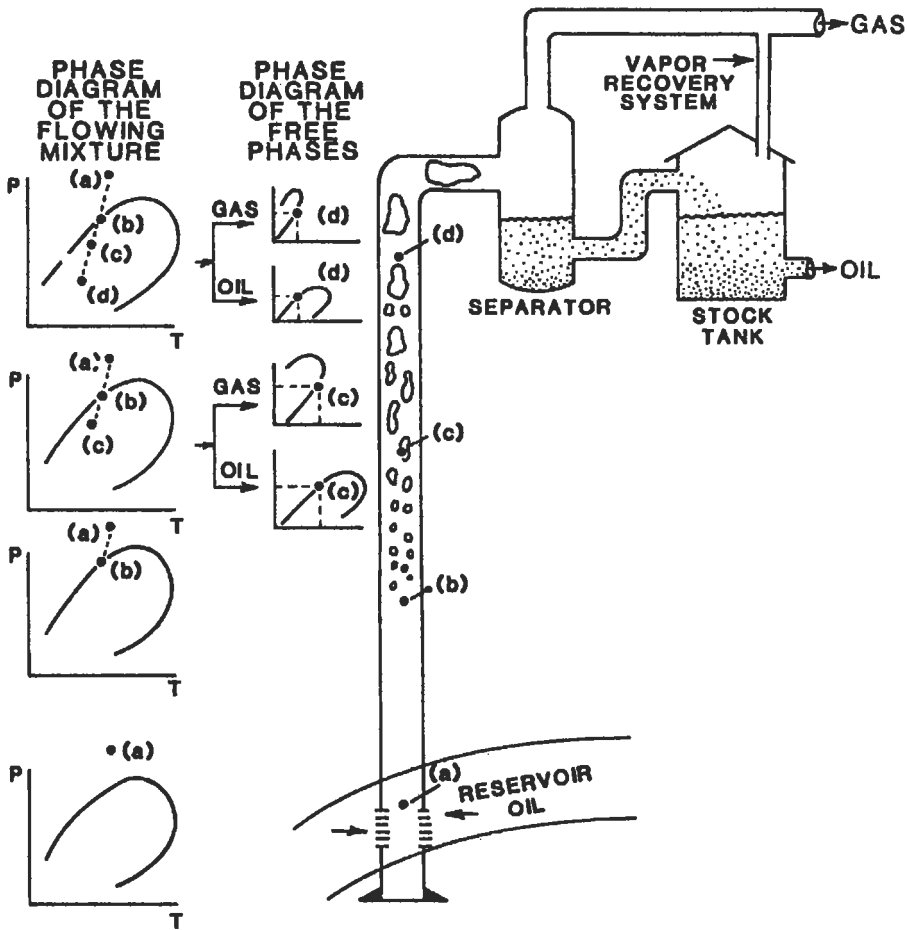 PHASE
DIAGRAM
OF THE
FLOWING
MIXTURE
PHASE
DIAGRAM
OF THE
FREE
PHASES
GAS
VAPOR
RECOVERY
SYSTEM
SEPARATOR
STOCK
TANK
OIL
P
(a)
(b)
(c)
(d)
T
GAS
(d)
OIL
(d)
P
(a)
(b)
(c)
T
GAS
(c)
OIL
(c)
P
(a)
(b)
T
P
(a)
T
(d)
(c)
(b)
(a)
RESERVOIR
OIL